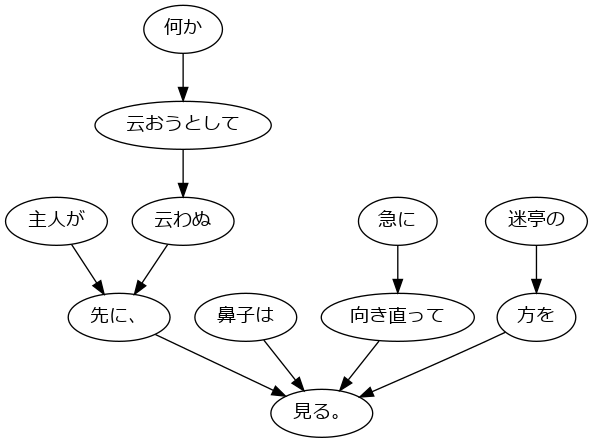 何か
云おうとして
主人が
云わぬ
急に
迷亭の
先に、
鼻子は
向き直って
方を
見る。